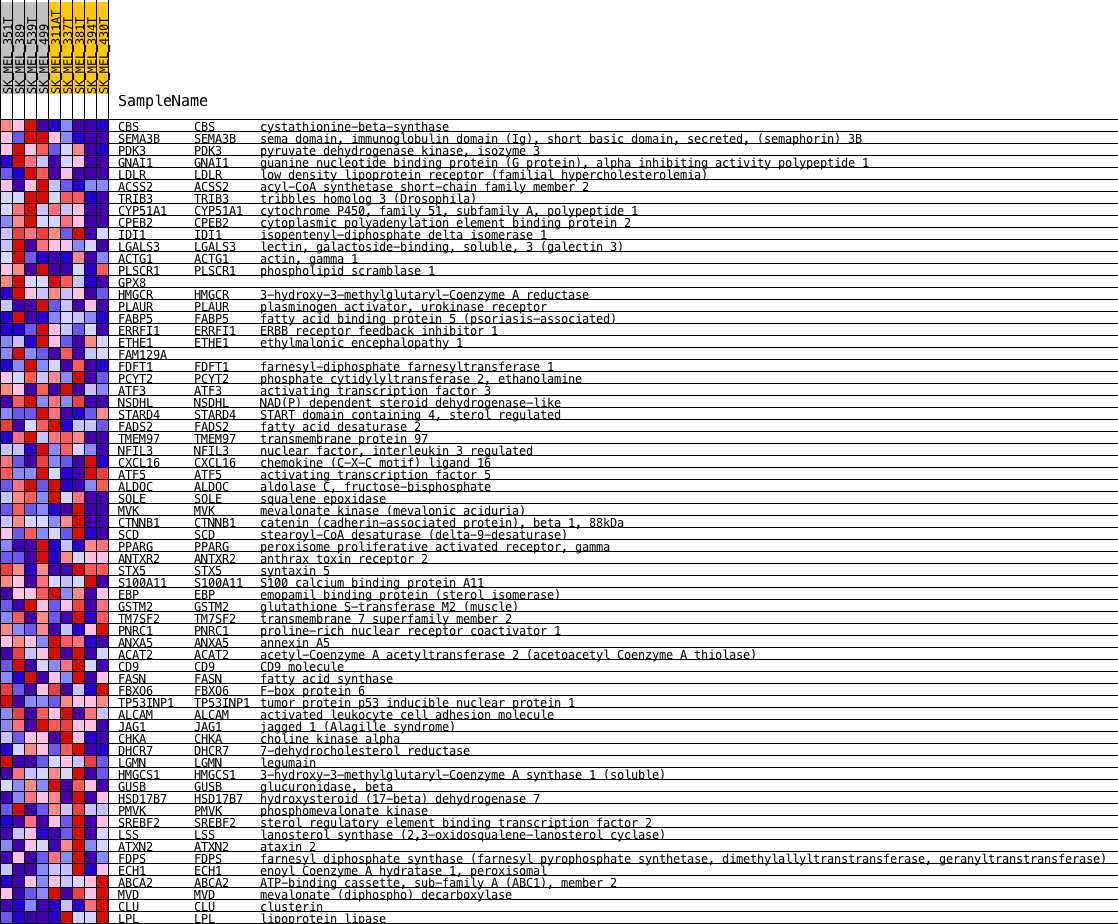 SK_MEL_351T
SK_MEL_389
SK_MEL_539T
SK_MEL_499
SK_MEL_311AT
SK_MEL_337T
SK_MEL_381T
SK_MEL_394T
SK_MEL_430T
SampleName
CBS CBS cystathionine-beta-synthase
SEMA3B SEMA3B sema domain, immunoglobulin domain (Ig), short basic domain, secreted, (semaphorin) 3B
PDK3 PDK3 pyruvate dehydrogenase kinase, isozyme 3
GNAI1 GNAI1 guanine nucleotide binding protein (G protein), alpha inhibiting activity polypeptide 1
LDLR LDLR low density lipoprotein receptor (familial hypercholesterolemia)
ACSS2 ACSS2 acyl-CoA synthetase short-chain family member 2
TRIB3 TRIB3 tribbles homolog 3 (Drosophila)
CYP51A1 CYP51A1 cytochrome P450, family 51, subfamily A, polypeptide 1
CPEB2 CPEB2 cytoplasmic polyadenylation element binding protein 2
IDI1 IDI1 isopentenyl-diphosphate delta isomerase 1
LGALS3 LGALS3 lectin, galactoside-binding, soluble, 3 (galectin 3)
ACTG1 ACTG1 actin, gamma 1
PLSCR1 PLSCR1 phospholipid scramblase 1
GPX8
HMGCR HMGCR 3-hydroxy-3-methylglutaryl-Coenzyme A reductase
PLAUR PLAUR plasminogen activator, urokinase receptor
FABP5 FABP5 fatty acid binding protein 5 (psoriasis-associated)
ERRFI1 ERRFI1 ERBB receptor feedback inhibitor 1
ETHE1 ETHE1 ethylmalonic encephalopathy 1
FAM129A
FDFT1 FDFT1 farnesyl-diphosphate farnesyltransferase 1
PCYT2 PCYT2 phosphate cytidylyltransferase 2, ethanolamine
ATF3 ATF3 activating transcription factor 3
NSDHL NSDHL NAD(P) dependent steroid dehydrogenase-like
STARD4 STARD4 START domain containing 4, sterol regulated
FADS2 FADS2 fatty acid desaturase 2
TMEM97 TMEM97 transmembrane protein 97
NFIL3 NFIL3 nuclear factor, interleukin 3 regulated
CXCL16 CXCL16 chemokine (C-X-C motif) ligand 16
ATF5 ATF5 activating transcription factor 5
ALDOC ALDOC aldolase C, fructose-bisphosphate
SQLE SQLE squalene epoxidase
MVK MVK mevalonate kinase (mevalonic aciduria)
CTNNB1 CTNNB1 catenin (cadherin-associated protein), beta 1, 88kDa
SCD SCD stearoyl-CoA desaturase (delta-9-desaturase)
PPARG PPARG peroxisome proliferative activated receptor, gamma
ANTXR2 ANTXR2 anthrax toxin receptor 2
STX5 STX5 syntaxin 5
S100A11 S100A11 S100 calcium binding protein A11
EBP EBP emopamil binding protein (sterol isomerase)
GSTM2 GSTM2 glutathione S-transferase M2 (muscle)
TM7SF2 TM7SF2 transmembrane 7 superfamily member 2
PNRC1 PNRC1 proline-rich nuclear receptor coactivator 1
ANXA5 ANXA5 annexin A5
ACAT2 ACAT2 acetyl-Coenzyme A acetyltransferase 2 (acetoacetyl Coenzyme A thiolase)
CD9 CD9 CD9 molecule
FASN FASN fatty acid synthase
FBXO6 FBXO6 F-box protein 6
TP53INP1 TP53INP1 tumor protein p53 inducible nuclear protein 1
ALCAM ALCAM activated leukocyte cell adhesion molecule
JAG1 JAG1 jagged 1 (Alagille syndrome)
CHKA CHKA choline kinase alpha
DHCR7 DHCR7 7-dehydrocholesterol reductase
LGMN LGMN legumain
HMGCS1 HMGCS1 3-hydroxy-3-methylglutaryl-Coenzyme A synthase 1 (soluble)
GUSB GUSB glucuronidase, beta
HSD17B7 HSD17B7 hydroxysteroid (17-beta) dehydrogenase 7
PMVK PMVK phosphomevalonate kinase
SREBF2 SREBF2 sterol regulatory element binding transcription factor 2
LSS LSS lanosterol synthase (2,3-oxidosqualene-lanosterol cyclase)
ATXN2 ATXN2 ataxin 2
FDPS FDPS farnesyl diphosphate synthase (farnesyl pyrophosphate synthetase, dimethylallyltranstransferase, geranyltranstransferase)
ECH1 ECH1 enoyl Coenzyme A hydratase 1, peroxisomal
ABCA2 ABCA2 ATP-binding cassette, sub-family A (ABC1), member 2
MVD MVD mevalonate (diphospho) decarboxylase
CLU CLU clusterin
LPL LPL lipoprotein lipase